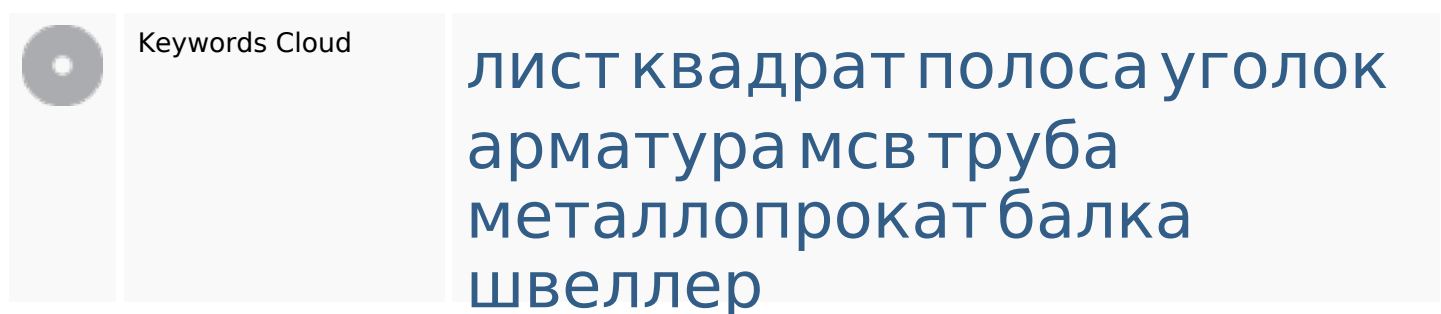 Keywords Cloud
лист квадрат полоса уголок
арматура мсв труба
металлопрокат балка
швеллер